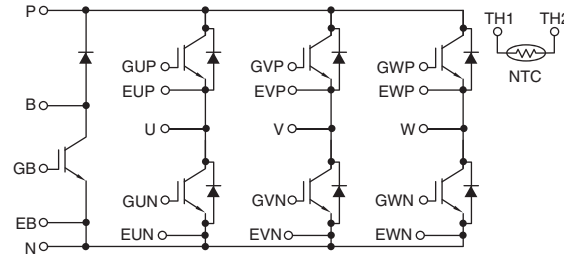 P
TH1 TH2
GUP GVP GWP
NTC
EUP EVP EWP
B
U V W
GB
GUN GVN GWN
EB
EUN EVN EWN
N